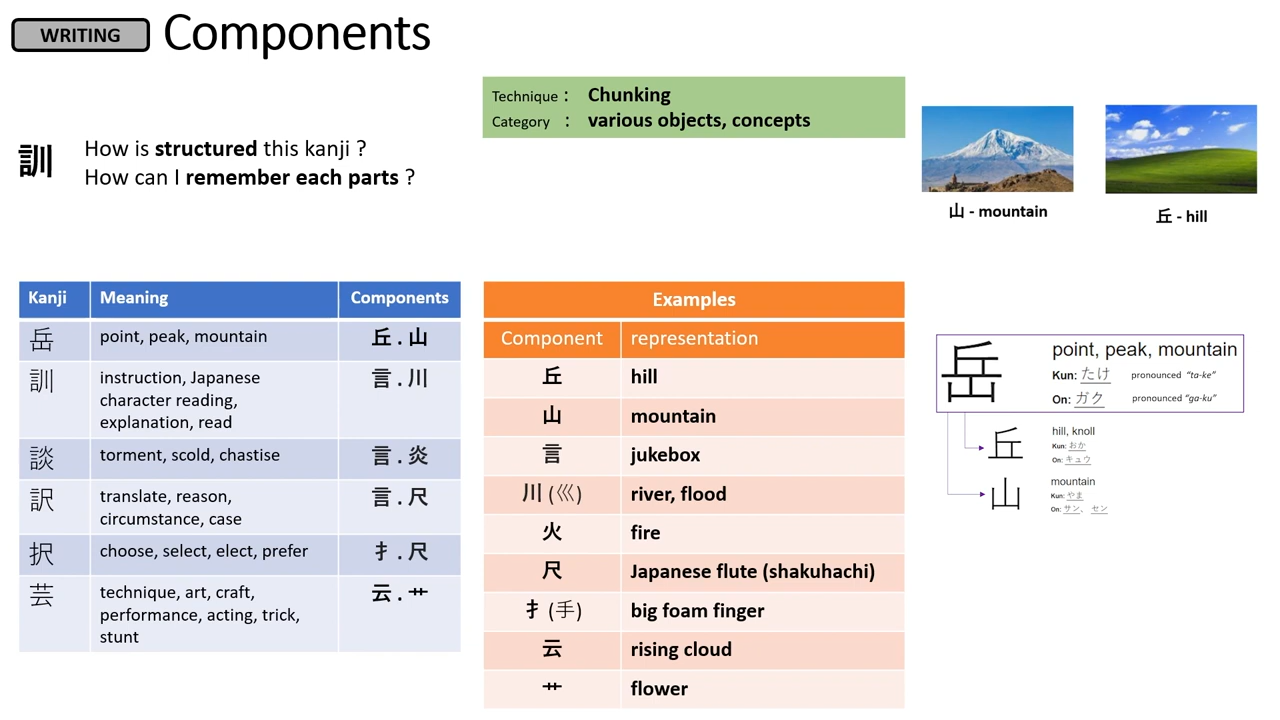 WRITING
Components
Technique : Chunking
Category : various objects, concepts
訓
How is structured this kanji ?
How can I remember each parts ?
山 - mountain
丘 - hill
Kanji Meaning Components
岳 point, peak, mountain 丘 . 山
訓 instruction, Japanese 言 . 川
character reading,
explanation, read
談 torment, scold, chastise 言 . 炎
訳 translate, reason, 言 . 尺
circumstance, case
択 choose, select, elect, prefer 扌 . 尺
芸 technique, art, craft, 云 . 艹
performance, acting, trick,
stunt
Examples
Component representation
丘 hill
山 mountain
言 jukebox
川 (巛) river, flood
火 fire
尺 Japanese flute (shakuhachi)
扌 (手) big foam finger
云 rising cloud
艹 flower
岳 point, peak, mountain
Kun: たけ pronounced “ta-ke”
On: ガク pronounced “ga-ku”
丘 hill, knoll
Kun: おか
On: キュウ
山 mountain
Kun: やま
On: サン、 セン